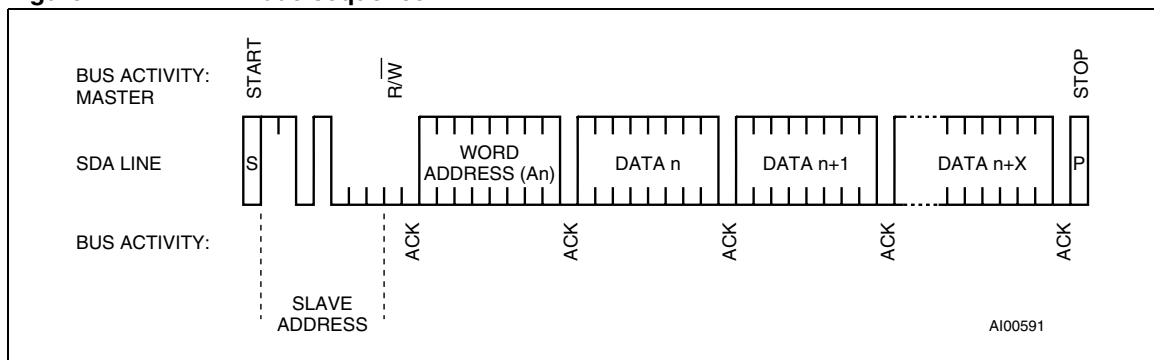 BUS ACTIVITY:
MASTER
START
R/W
STOP
SDA LINE
S
WORD
ADDRESS (An)
DATA n
DATA n+1
DATA n+X
P
BUS ACTIVITY:
ACK
ACK
ACK
ACK
ACK
SLAVE
ADDRESS
AI00591